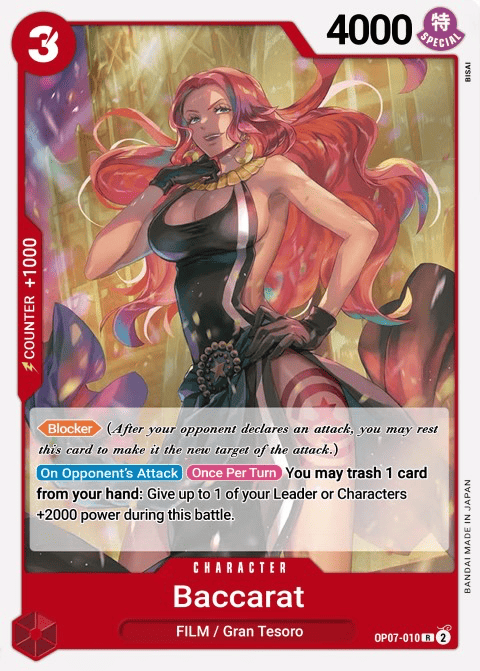 3
4000
特
SPECIAL
BISAI
COUNTER +1000
Blocker (After your opponent declares an attack, you may rest
this card to make it the new target of the attack.)
On Opponent's Attack Once Per Turn You may trash 1 card
from your hand: Give up to 1 of your Leader or Characters
+2000 power during this battle.
BANDAI MADE IN JAPAN
CHARACTER
Baccarat
FILM / Gran Tesoro
OP07-010 R 2